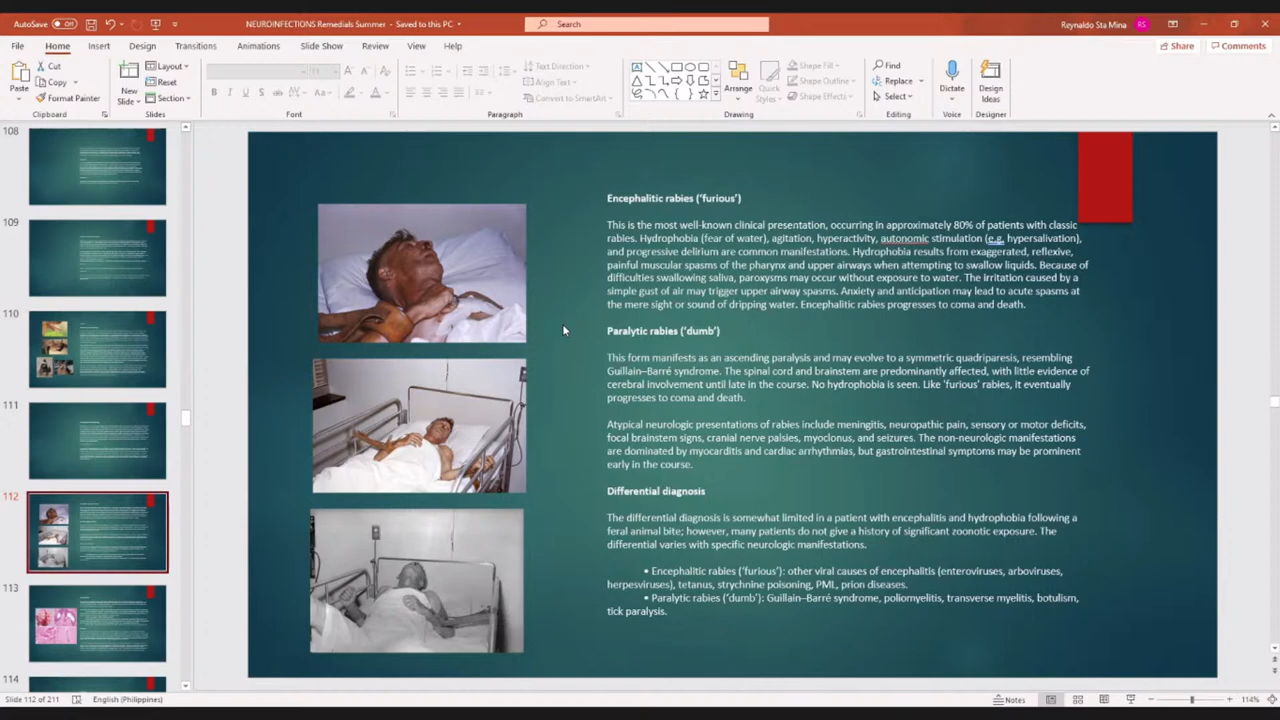 AutoSave
Off
NEUROINFECTIONS Remedials Summer - Saved to this PC
Search
Reynaldo Sta Mina
RS
File
Home
Insert
Design
Transitions
Animations
Slide Show
Review
View
Help
Share
Comments
Paste
Cut
Copy
Format Painter
Clipboard
New
Slide
Layout
Reset
Section
Slides
Font
Text Direction
Align Text
Convert to SmartArt
Paragraph
Arrange
Quick
Styles
Shape Fill
Shape Outline
Shape Effects
Drawing
Find
Replace
Select
Editing
Dictate
Voice
Design
Ideas
Designer
108
109
110
111
112
113
114
Encephalitic rabies ('furious')
This is the most well-known clinical presentation, occurring in approximately 80% of patients with classic
rabies. Hydrophobia (fear of water), agitation, hyperactivity, autonomic stimulation (e.g. hypersalivation),
and progressive delirium are common manifestations. Hydrophobia results from exaggerated, reflexive,
painful muscular spasms of the pharynx and upper airways when attempting to swallow liquids. Because of
difficulties swallowing saliva, paroxysms may occur without exposure to water. The irritation caused by a
simple gust of air may trigger upper airway spasms. Anxiety and anticipation may lead to acute spasms at
the mere sight or sound of dripping water. Encephalitic rabies progresses to coma and death.
Paralytic rabies ('dumb')
This form manifests as an ascending paralysis and may evolve to a symmetric quadriparesis, resembling
Guillain–Barré syndrome. The spinal cord and brainstem are predominantly affected, with little evidence of
cerebral involvement until late in the course. No hydrophobia is seen. Like 'furious' rabies, it eventually
progresses to coma and death.
Atypical neurologic presentations of rabies include meningitis, neuropathic pain, sensory or motor deficits,
focal brainstem signs, cranial nerve palsies, myoclonus, and seizures. The non-neurologic manifestations
are dominated by myocarditis and cardiac arrhythmias, but gastrointestinal symptoms may be prominent
early in the course.
Differential diagnosis
The differential diagnosis is somewhat limited in a patient with encephalitis and hydrophobia following a
feral animal bite; however, many patients do not give a history of significant zoonotic exposure. The
differential varies with specific neurologic manifestations.
• Encephalitic rabies ('furious'): other viral causes of encephalitis (enteroviruses, arboviruses,
herpesviruses), tetanus, strychnine poisoning, PML, prion diseases.
• Paralytic rabies ('dumb'): Guillain–Barré syndrome, poliomyelitis, transverse myelitis, botulism,
tick paralysis.
Slide 112 of 211
English (Philippines)
Notes
114%